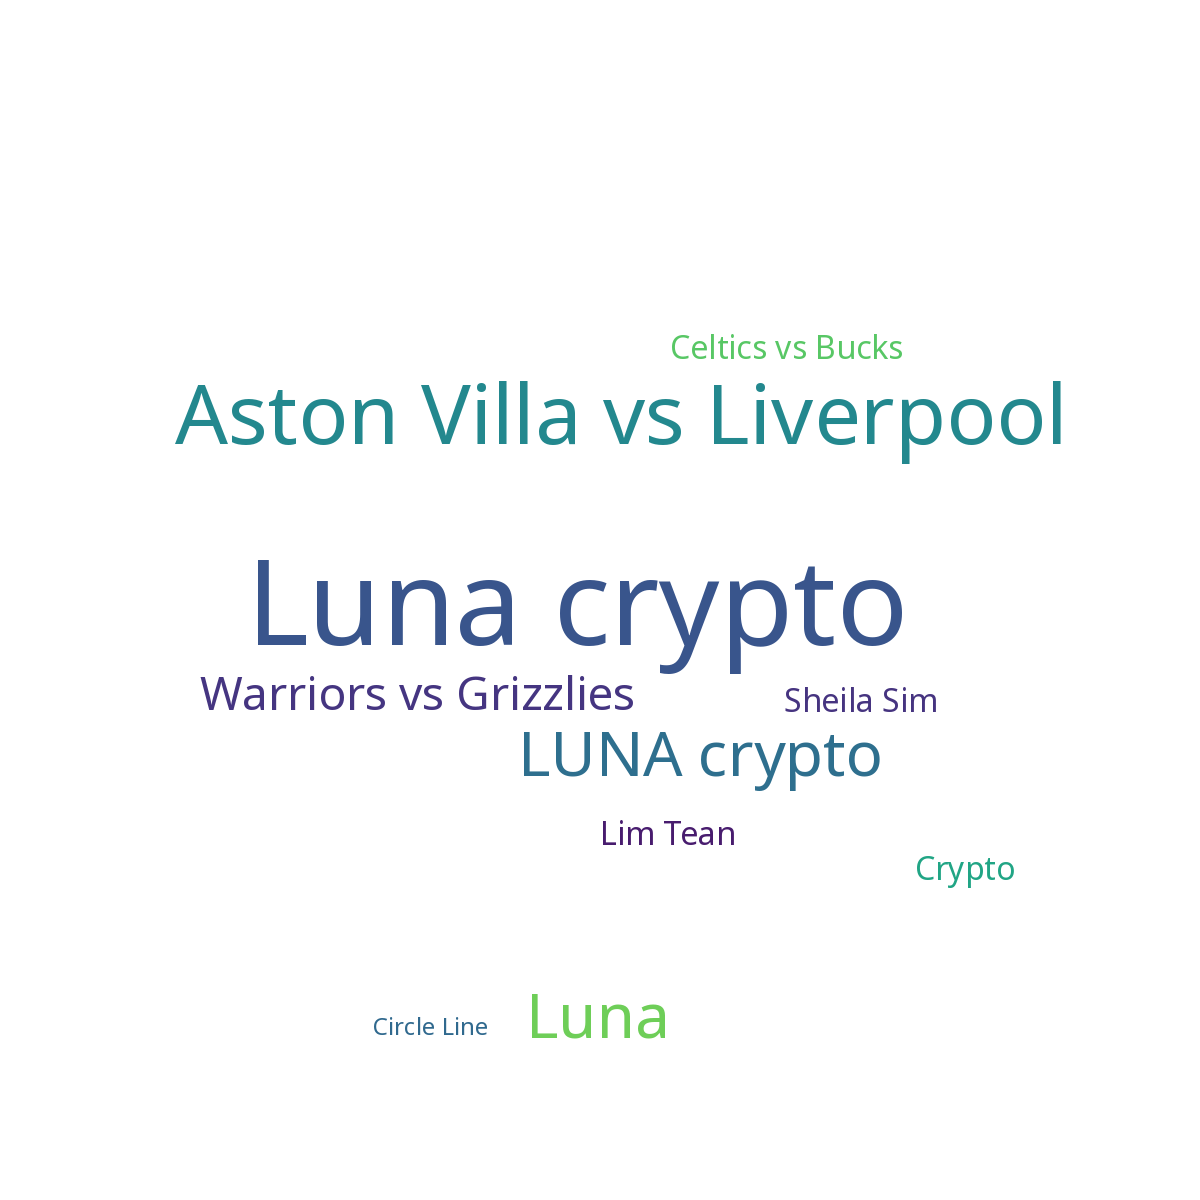 Celtics vs Bucks
Aston Villa vs Liverpool
Luna crypto
Warriors vs Grizzlies
Sheila Sim
LUNA crypto
Lim Tean
Crypto
Luna
Circle Line